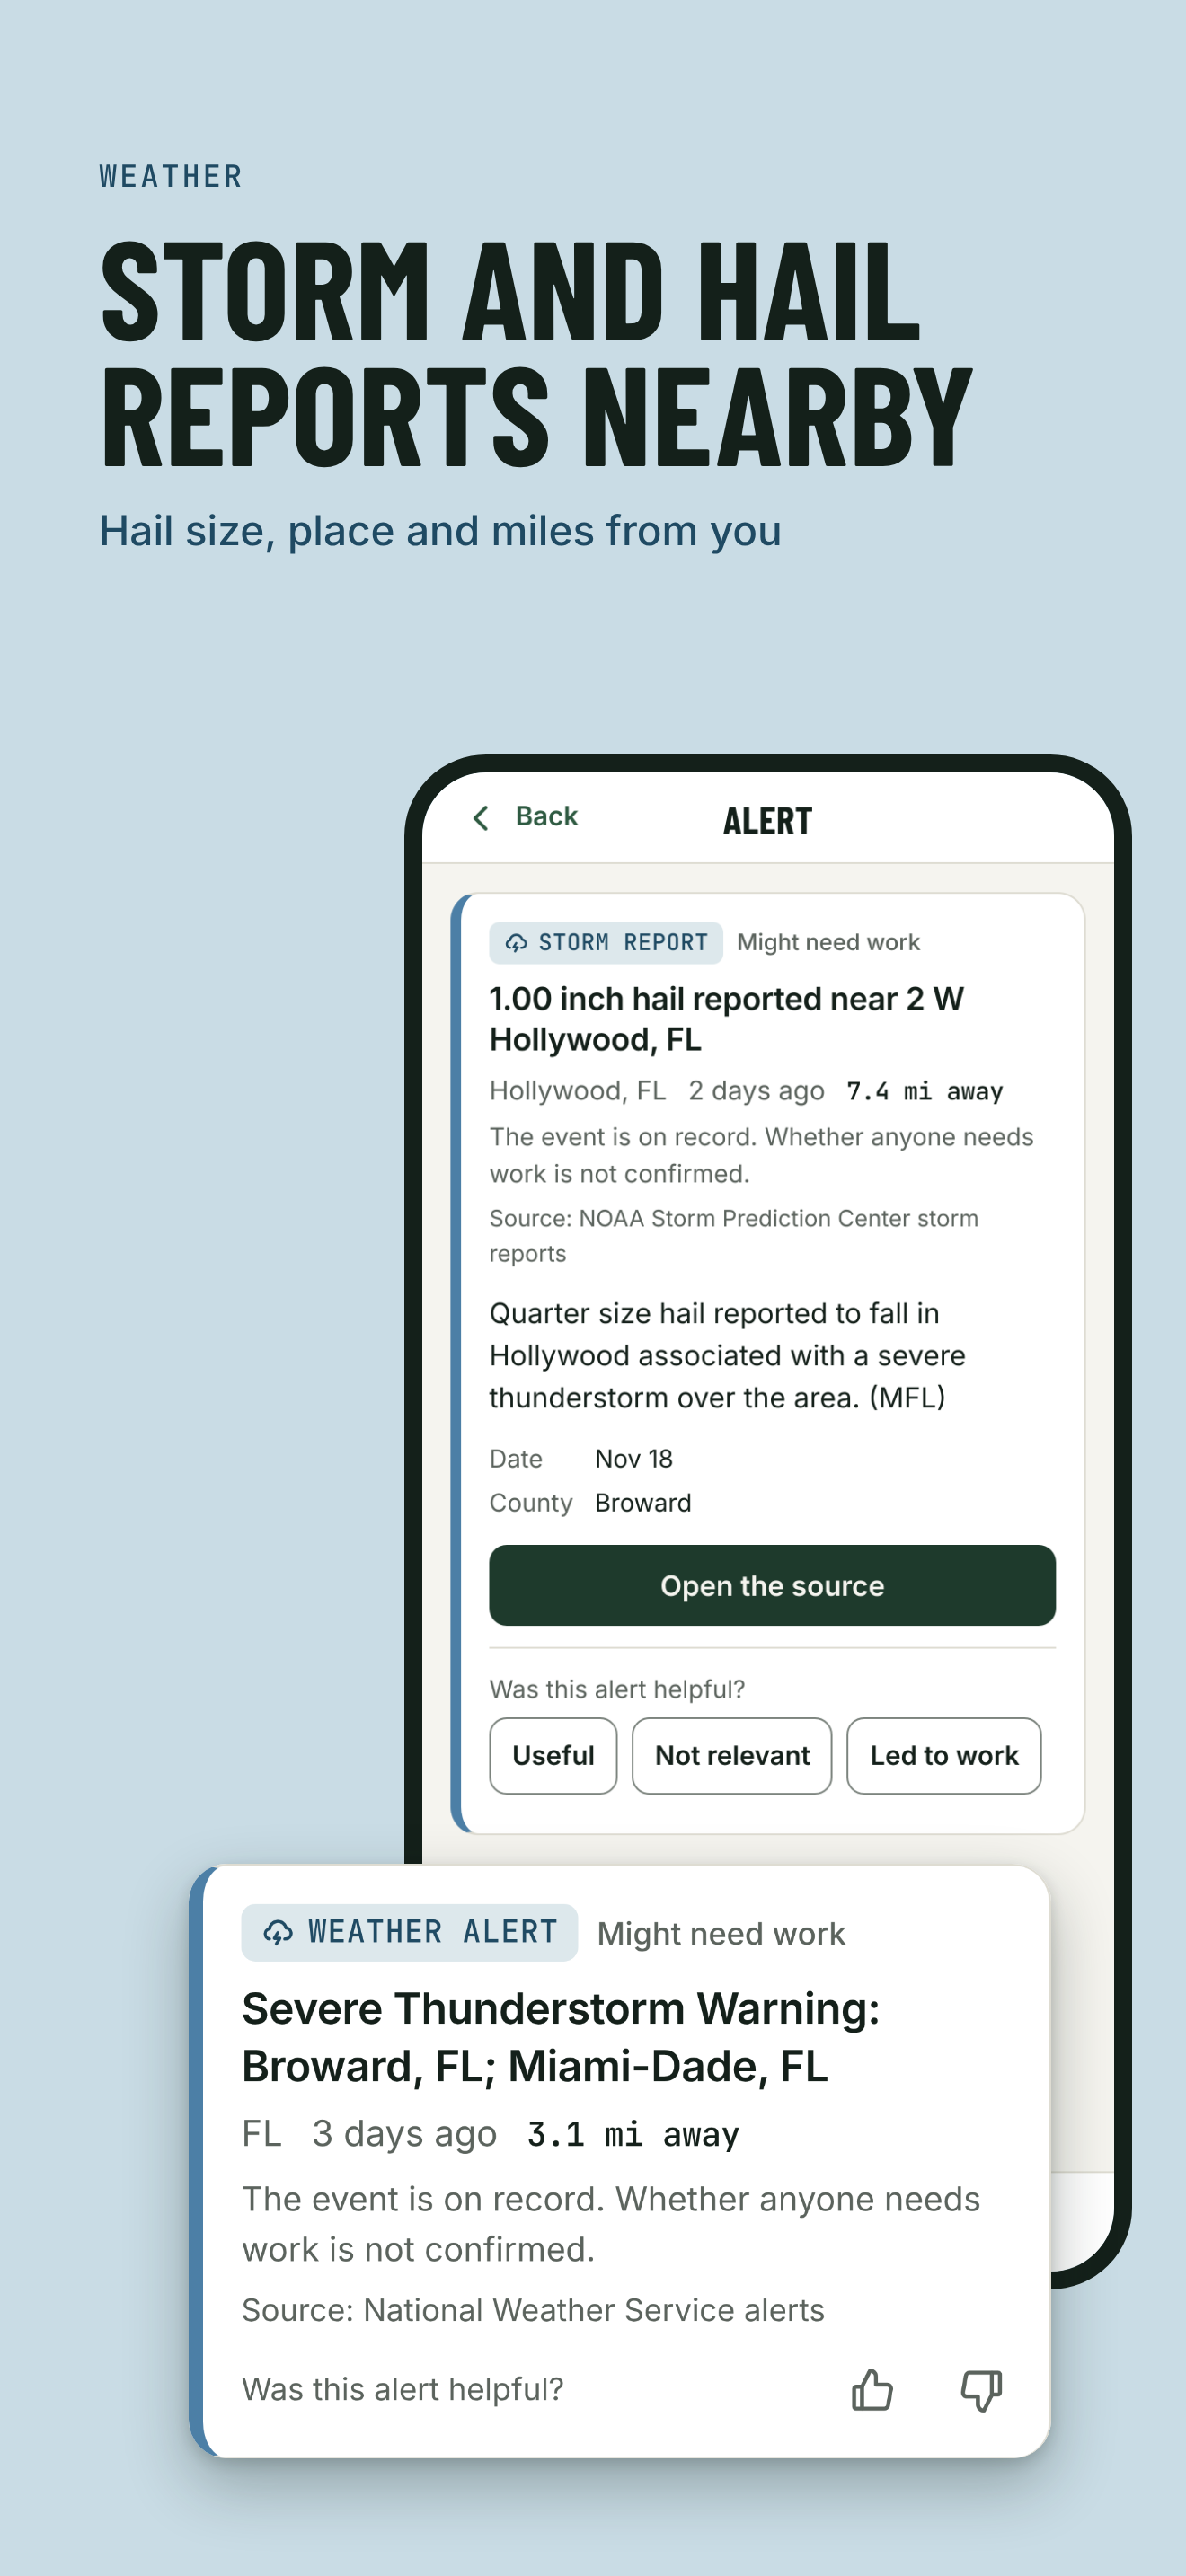 WEATHER
STORM AND HAIL
REPORTS NEARBY
Hail size, place and miles from you
Back
ALERT
STORM REPORT Might need work
1.00 inch hail reported near 2 W
Hollywood, FL
Hollywood, FL 2 days ago 7.4 mi away
The event is on record. Whether anyone needs
work is not confirmed.
Source: NOAA Storm Prediction Center storm
reports
Quarter size hail reported to fall in
Hollywood associated with a severe
thunderstorm over the area. (MFL)
Date Nov 18
County Broward
Open the source
Was this alert helpful?
Useful Not relevant Led to work
WEATHER ALERT Might need work
Severe Thunderstorm Warning:
Broward, FL; Miami-Dade, FL
FL 3 days ago 3.1 mi away
The event is on record. Whether anyone needs
work is not confirmed.
Source: National Weather Service alerts
Was this alert helpful?